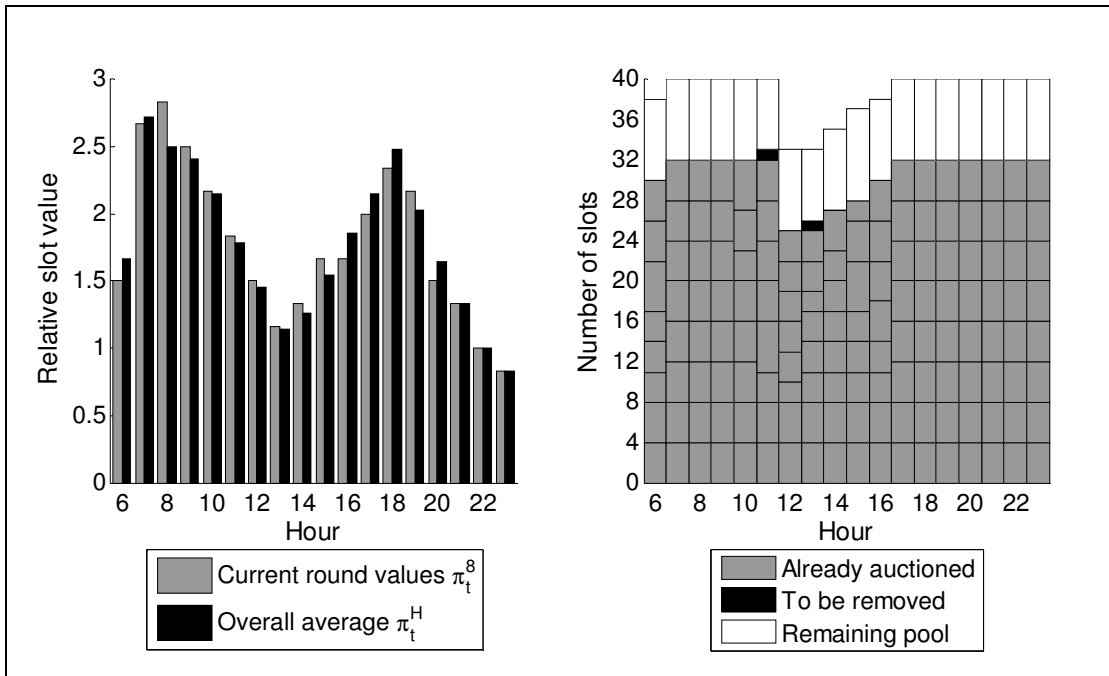 3
2.5
2
1.5
1
0.5
0
Relative slot value
6 8 10 12 14 16 18 20 22
Hour
Current round values π_t^8
Overall average π_t^H
40
36
32
28
24
20
16
12
8
4
0
Number of slots
6 8 10 12 14 16 18 20 22
Hour
Already auctioned
To be removed
Remaining pool